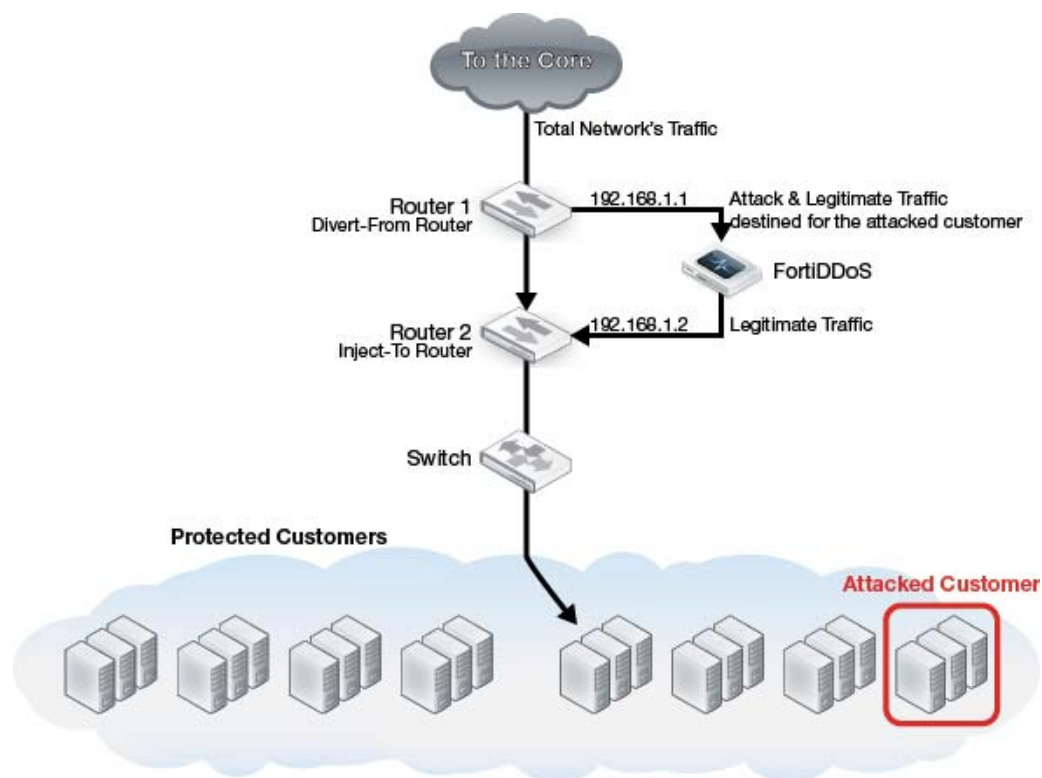 To the Core
Total Network's Traffic
Router 1
Divert-From Router
192.168.1.1
Attack & Legitimate Traffic
destined for the attacked customer
FortiDDoS
Router 2
Inject-To Router
192.168.1.2
Legitimate Traffic
Switch
Protected Customers
Attacked Customer